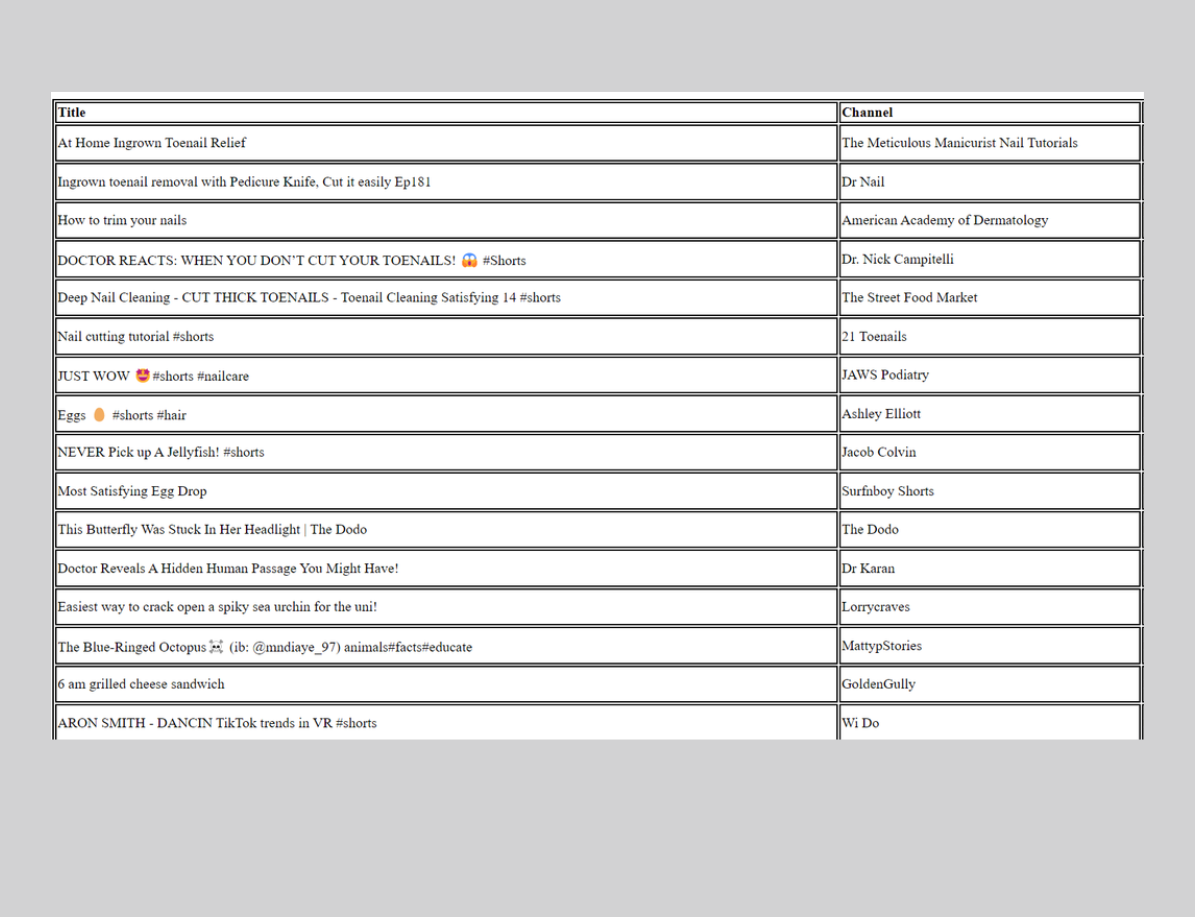 Title Channel
At Home Ingrown Toenail Relief The Meticulous Manicurist Nail Tutorials
Ingrown toenail removal with Pedicure Knife, Cut it easily Ep181 Dr Nail
How to trim your nails American Academy of Dermatology
DOCTOR REACTS: WHEN YOU DON'T CUT YOUR TOENAILS! 😱 #Shorts Dr. Nick Campitelli
Deep Nail Cleaning - CUT THICK TOENAILS - Toenail Cleaning Satisfying 14 #shorts The Street Food Market
Nail cutting tutorial #shorts 21 Toenails
JUST WOW 🤩#shorts #nailcare JAWS Podiatry
Eggs 🥚 #shorts #hair Ashley Elliott
NEVER Pick up A Jellyfish! #shorts Jacob Colvin
Most Satisfying Egg Drop Surfnboy Shorts
This Butterfly Was Stuck In Her Headlight | The Dodo The Dodo
Doctor Reveals A Hidden Human Passage You Might Have! Dr Karan
Easiest way to crack open a spiky sea urchin for the uni! Lorrycraves
The Blue-Ringed Octopus☠️ (ib: @mndiaye_97) animals#facts#educate MattypStories
6 am grilled cheese sandwich GoldenGully
ARON SMITH - DANCIN TikTok trends in VR #shorts Wi Do